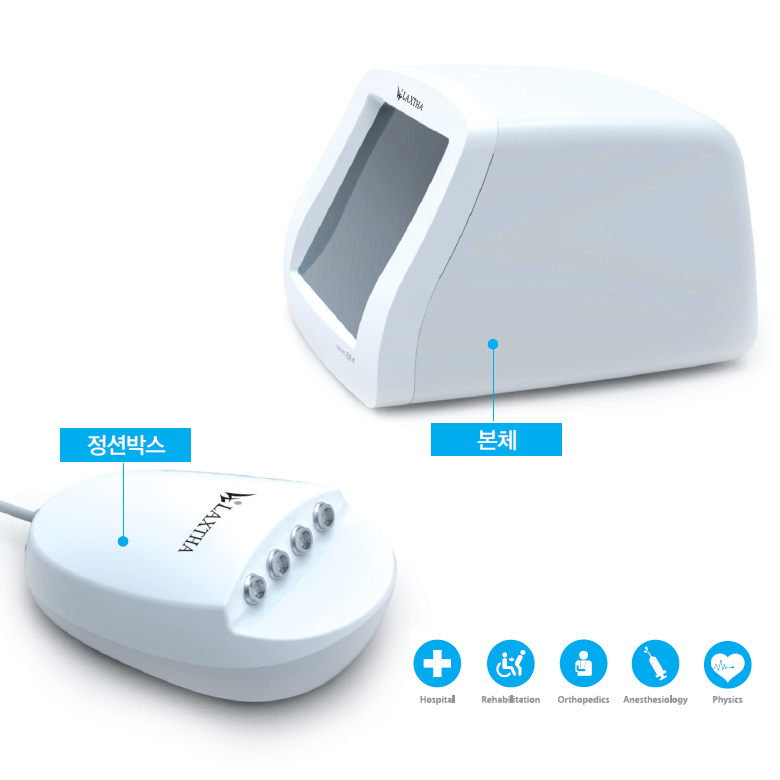 LAXTHA
정션박스
본체
LAXTHA
Hospital
Rehabilitation
Orthopedics
Anesthesiology
Physics